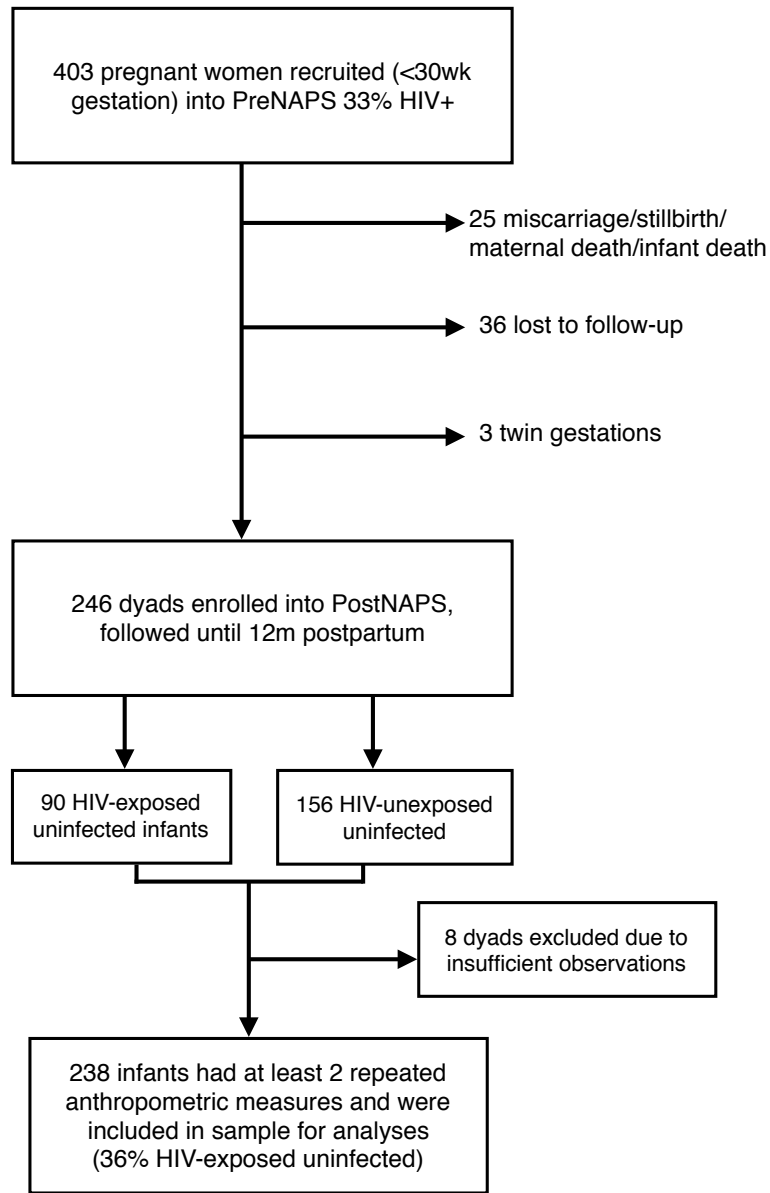 403 pregnant women recruited (<30wk
gestation) into PreNAPS 33% HIV+
25 miscarriage/stillbirth/
maternal death/infant death
36 lost to follow-up
3 twin gestations
246 dyads enrolled into PostNAPS,
followed until 12m postpartum
90 HIV-exposed
uninfected infants
156 HIV-unexposed
uninfected
8 dyads excluded due to
insufficient observations
238 infants had at least 2 repeated
anthropometric measures and were
included in sample for analyses
(36% HIV-exposed uninfected)